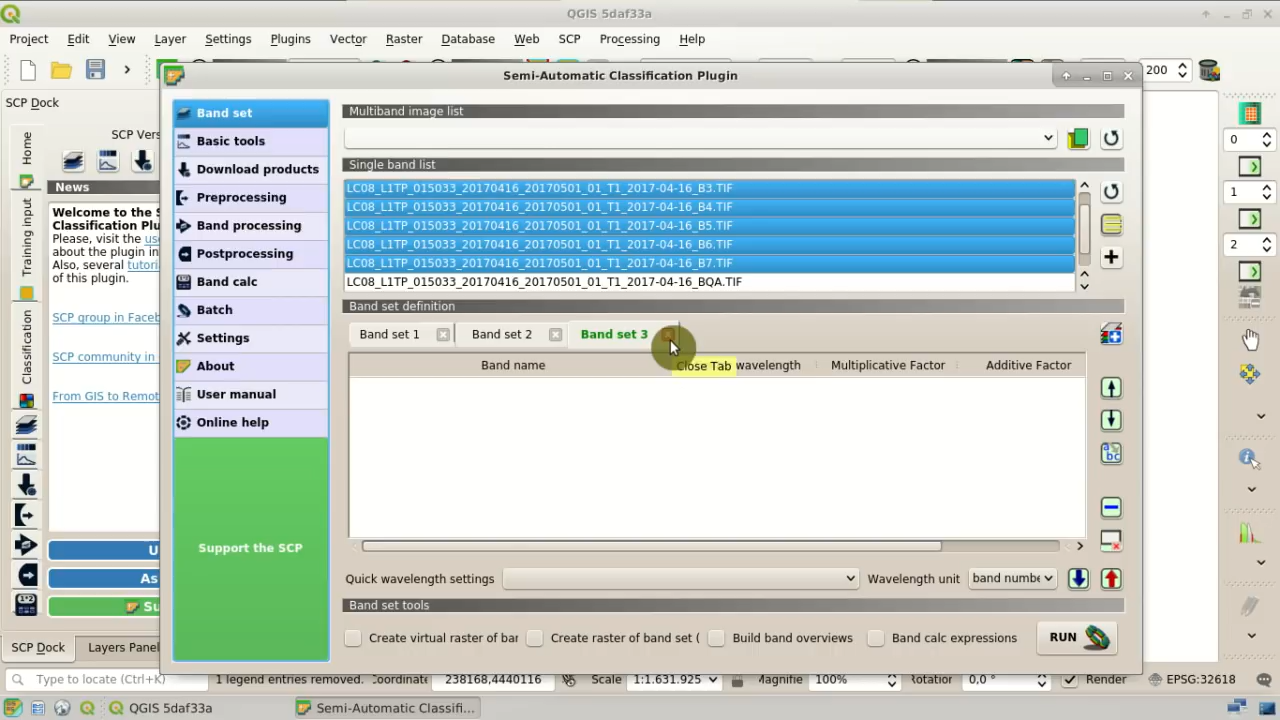 QGIS 5daf33a
Project Edit View Layer Settings Plugins Vector Raster Database Web SCP Processing Help
200
Semi-Automatic Classification Plugin
SCP Dock
Home
Training input
Classification
SCP Vers
News
Welcome to the S
Classification Plu
Please, visit the use
about the plugin in
Also, several tutoria
of this plugin.
SCP group in Faceb
SCP community in
From GIS to Remot
U
As
Su
SCP Dock
Layers Panel
Band set
Basic tools
Download products
Preprocessing
Band processing
Postprocessing
Band calc
Batch
Settings
About
User manual
Online help
Support the SCP
Multiband image list
Single band list
LC08_L1TP_015033_20170416_20170501_01_T1_2017-04-16_B3.TIF
LC08_L1TP_015033_20170416_20170501_01_T1_2017-04-16_B4.TIF
LC08_L1TP_015033_20170416_20170501_01_T1_2017-04-16_B5.TIF
LC08_L1TP_015033_20170416_20170501_01_T1_2017-04-16_B6.TIF
LC08_L1TP_015033_20170416_20170501_01_T1_2017-04-16_B7.TIF
LC08_L1TP_015033_20170416_20170501_01_T1_2017-04-16_BQA.TIF
Band set definition
Band set 1 Band set 2 Band set 3
Close Tab
Band name wavelength Multiplicative Factor Additive Factor
Quick wavelength settings Wavelength unit band numbe
Band set tools
Create virtual raster of bar Create raster of band set ( Build band overviews Band calc expressions RUN
0
1
2
Type to locate (Ctrl+K) 1 legend entries removed. Coordinate 238168,4440116 Scale 1:1.631.925 Magnifie 100% Rotation 0,0 ° Render EPSG:32618
QGIS 5daf33a Semi-Automatic Classifi...